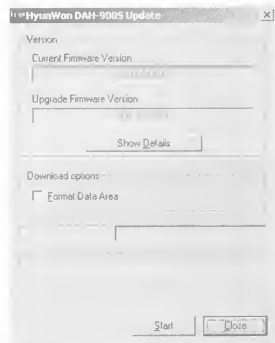 HyunWon DAH-9005 Update
Version
Current Firmware Version
Upgrade Firmware Version
Show Details
Download options
Format Data Area
Start
Close